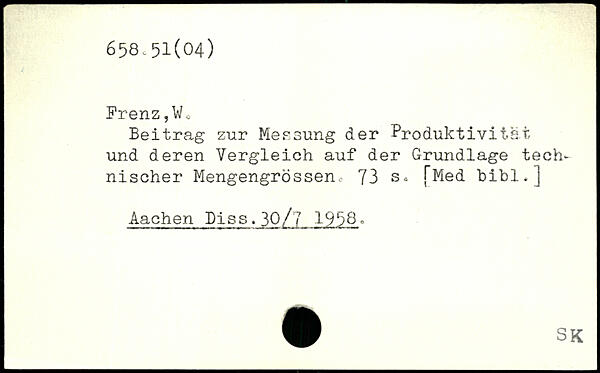 658.51(04)
Frenz,W.
Beitrag zur Messung der Produktivität
und deren Vergleich auf der Grundlage tech-
nischer Mengengrössen. 73 s. [Med bibl.]
Aachen Diss.30/7 1958.
SK